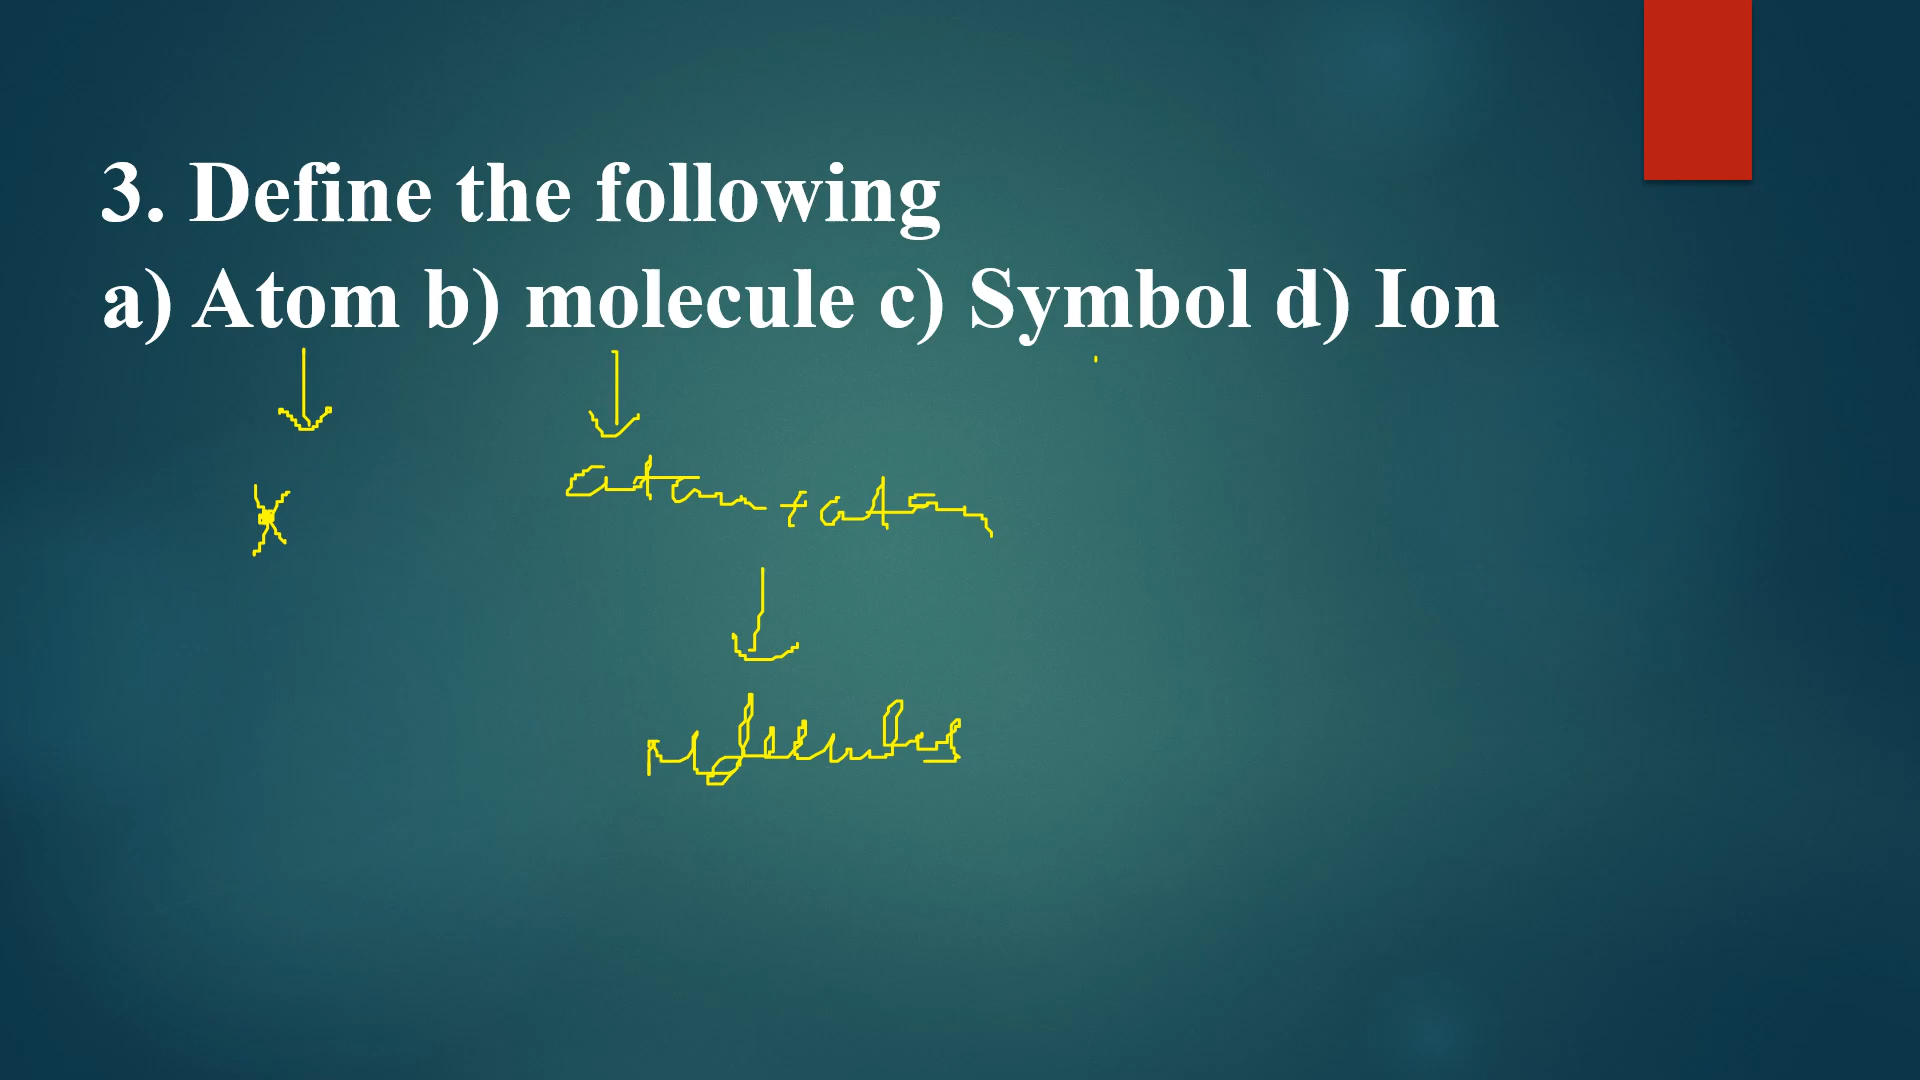 3. Define the following
a) Atom b) molecule c) Symbol d) Ion
atom + atom
molecules